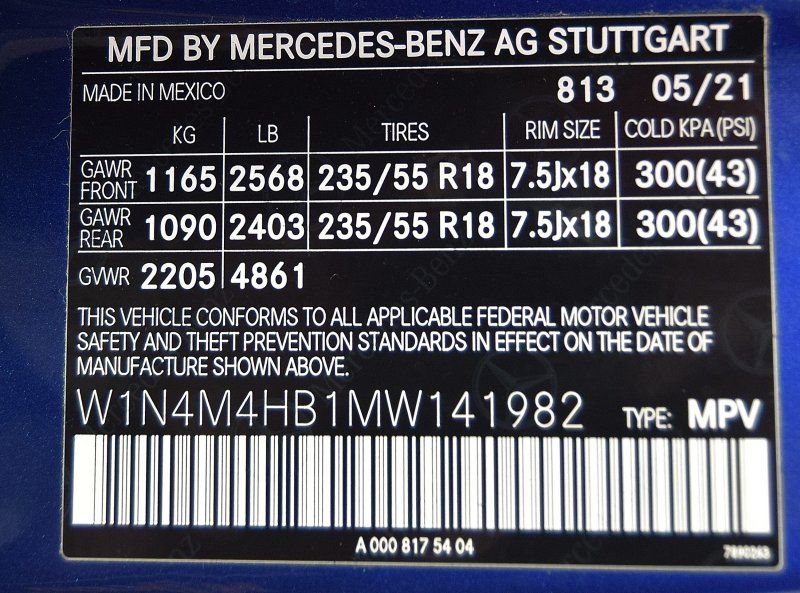 MFD BY MERCEDES-BENZ AG STUTTGART
MADE IN MEXICO 813 05/21
KG LB TIRES RIM SIZE COLD KPA (PSI)
GAWR FRONT 1165 2568 235/55 R18 7.5Jx18 300(43)
GAWR REAR 1090 2403 235/55 R18 7.5Jx18 300(43)
GVWR 2205 4861
THIS VEHICLE CONFORMS TO ALL APPLICABLE FEDERAL MOTOR VEHICLE
SAFETY AND THEFT PREVENTION STANDARDS IN EFFECT ON THE DATE OF
MANUFACTURE SHOWN ABOVE.
W1N4M4HB1MW141982 TYPE: MPV
A 000 817 54 04